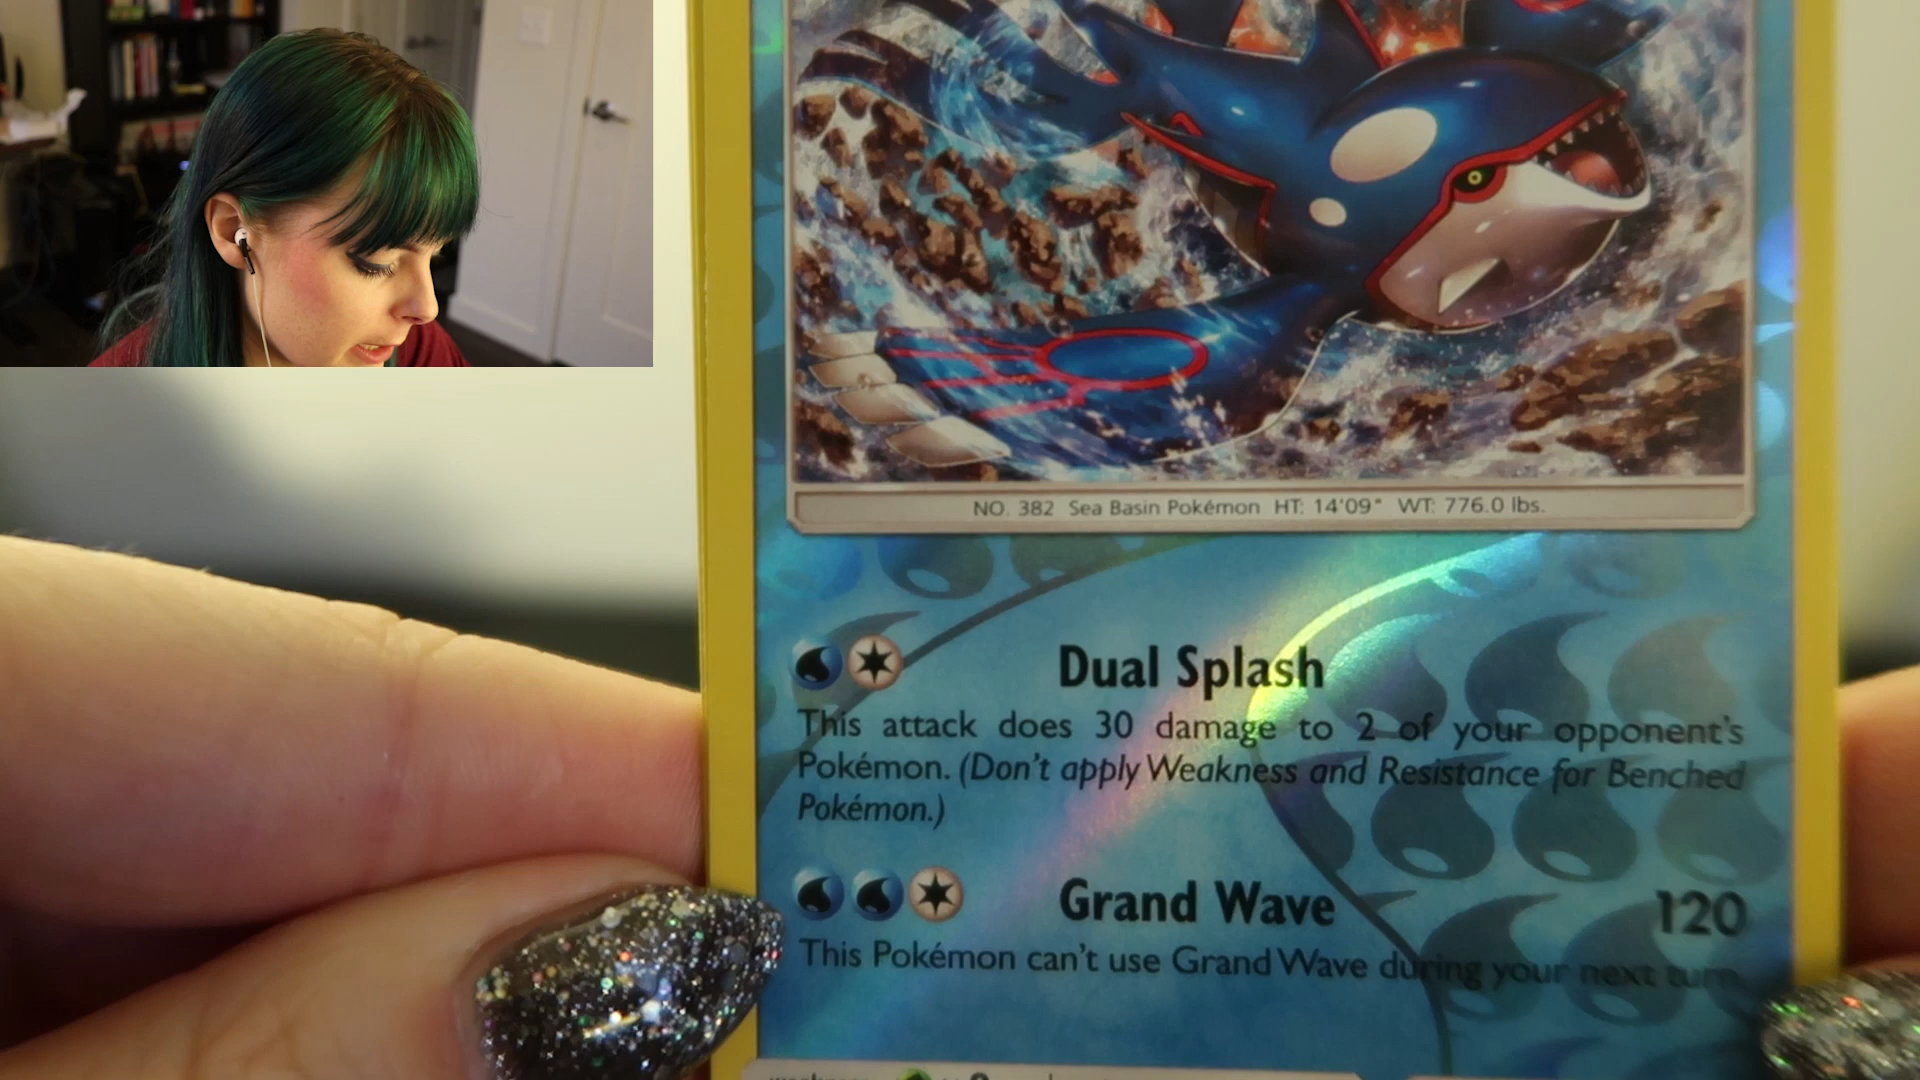 NO. 382 Sea Basin Pokémon HT: 14'09" WT: 776.0 lbs.
Dual Splash
This attack does 30 damage to 2 of your opponent's
Pokémon. (Don't apply Weakness and Resistance for Benched
Pokémon.)
Grand Wave 120
This Pokémon can't use Grand Wave during your next turn.